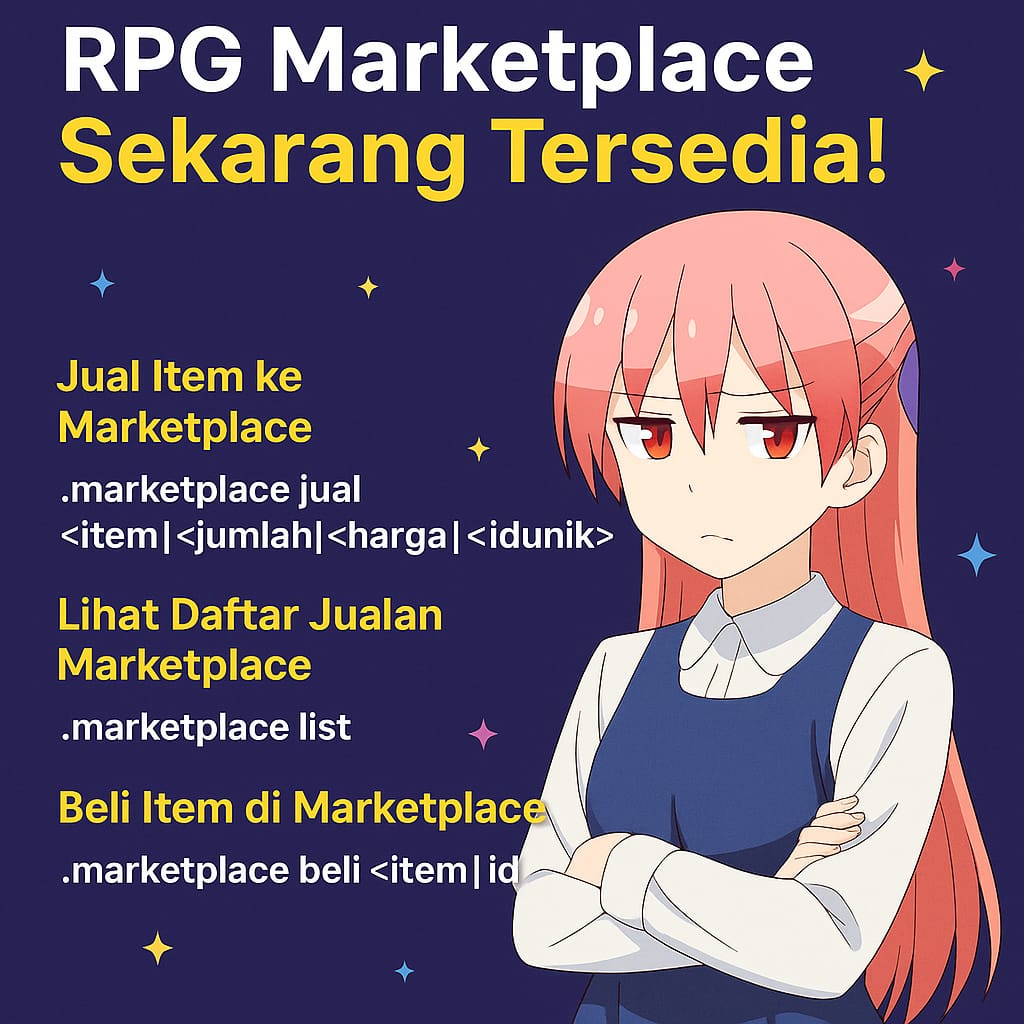 RPG Marketplace
Sekarang Tersedia!
Jual Item ke
Marketplace
.marketplace jual
<item|<jumlah|<harga|<idunik>
Lihat Daftar Jualan
Marketplace
.marketplace list
Beli Item di Marketplace
.marketplace beli <item|id